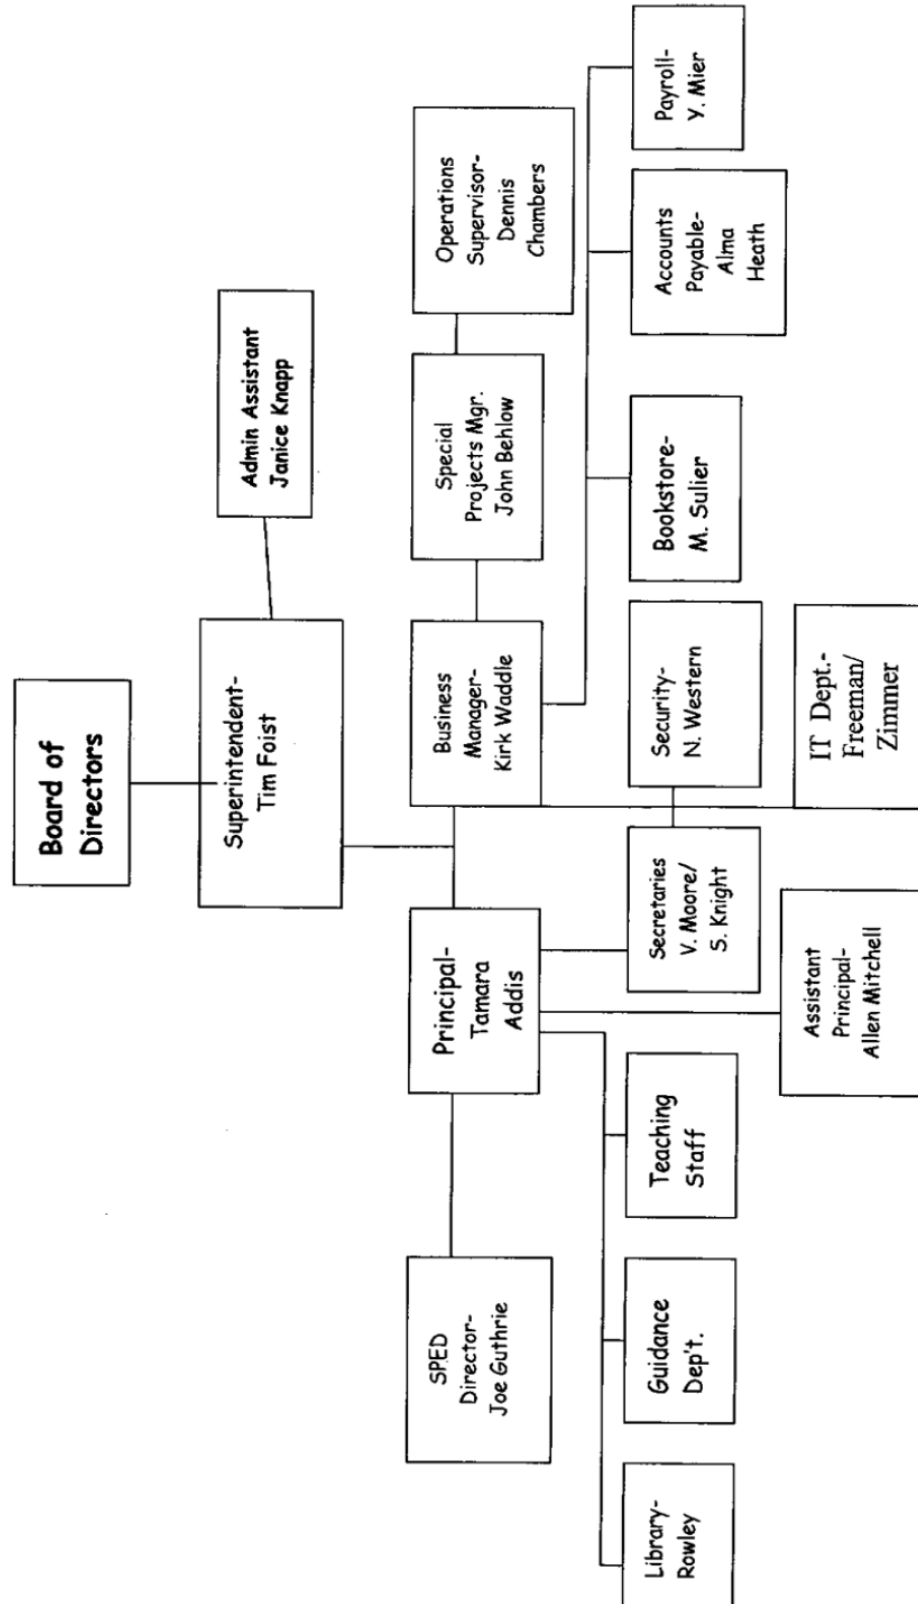 Board of
Directors
Superintendent-
Tim Foist
Admin Assistant
Janice Knapp
SPED
Director-
Joe Guthrie
Principal-
Tamara
Addis
Business
Manager-
Kirk Waddle
Special
Projects Mgr.
John Behlow
Operations
Supervisor-
Dennis
Chambers
Library-
Rowley
Guidance
Dep't.
Teaching
Staff
Secretaries
V. Moore/
S. Knight
Security-
N. Western
Bookstore-
M. Sulier
Accounts
Payable-
Alma
Heath
Payroll-
Y. Mier
Assistant
Principal-
Allen Mitchell
IT Dept.-
Freeman/
Zimmer